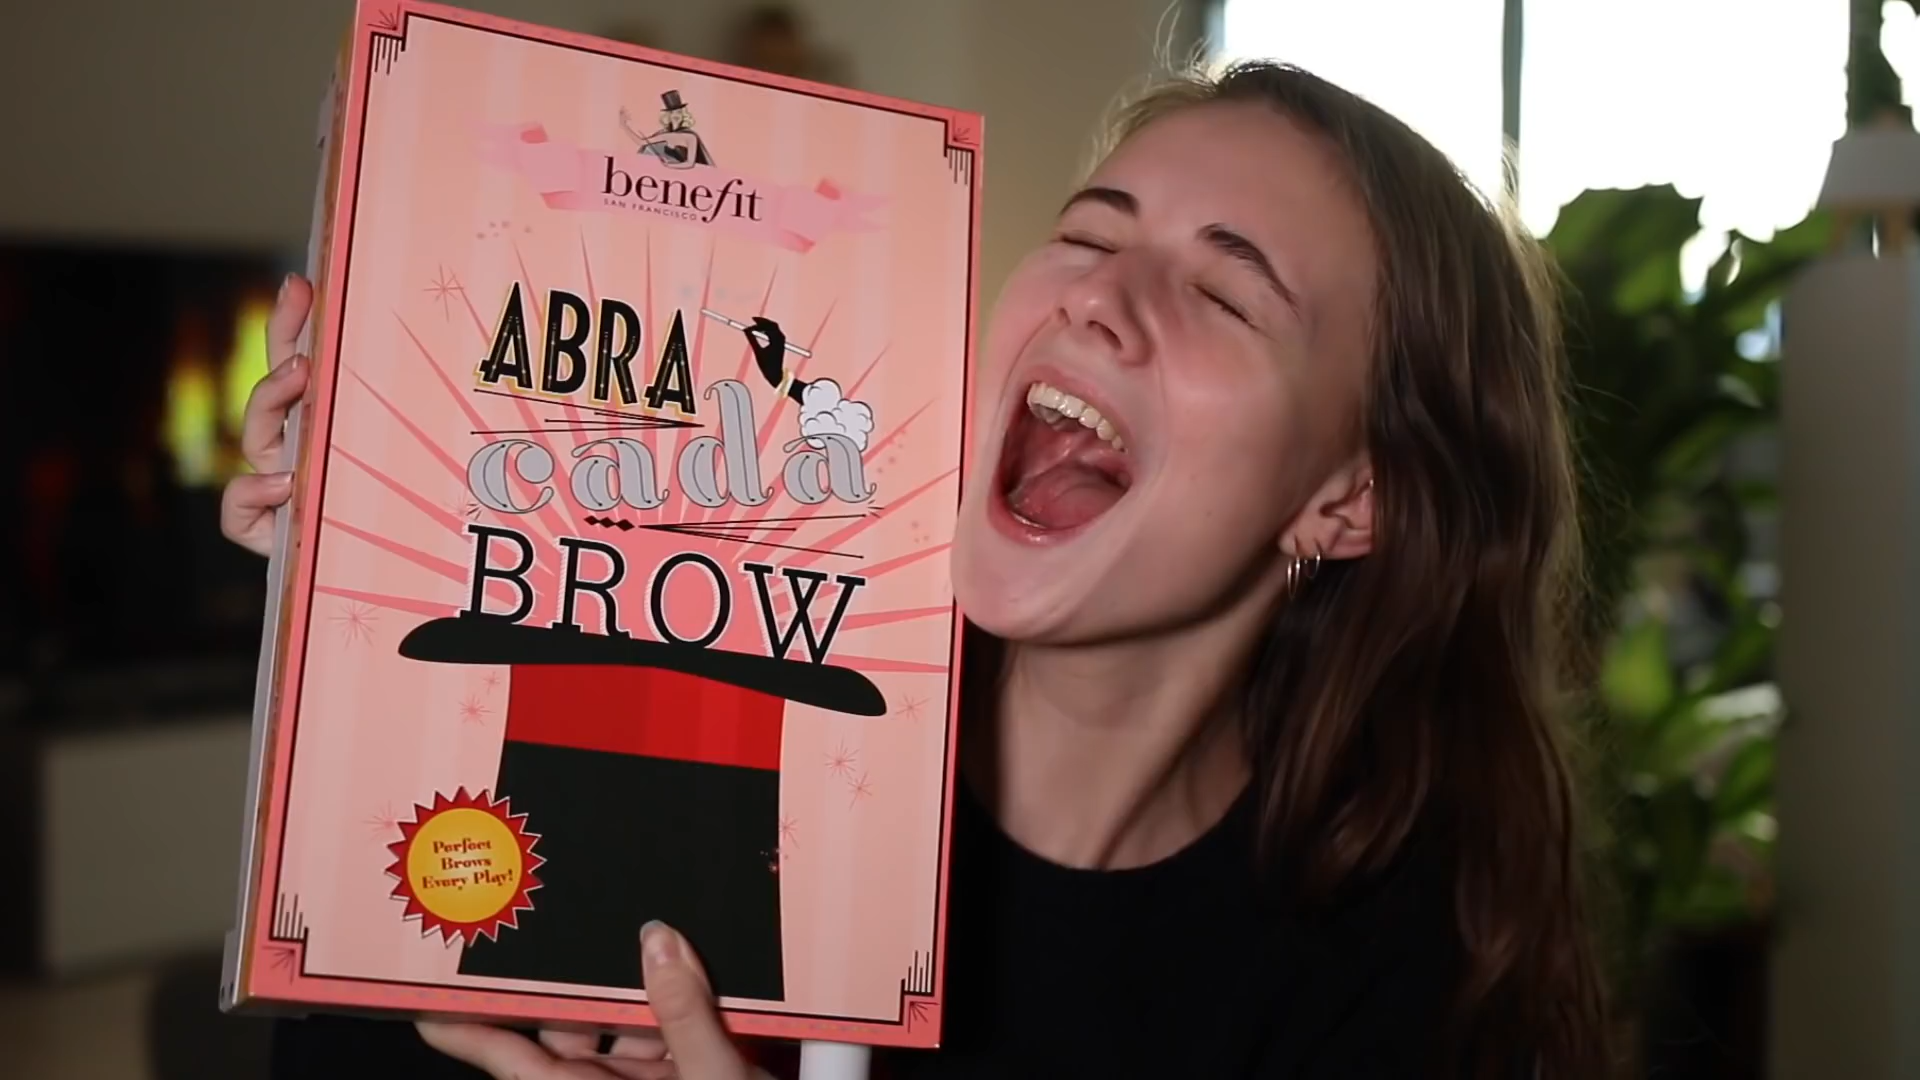 benefit
SAN FRANCISCO
ABRA
cada
BROW
Perfect
Brows
Every Play!